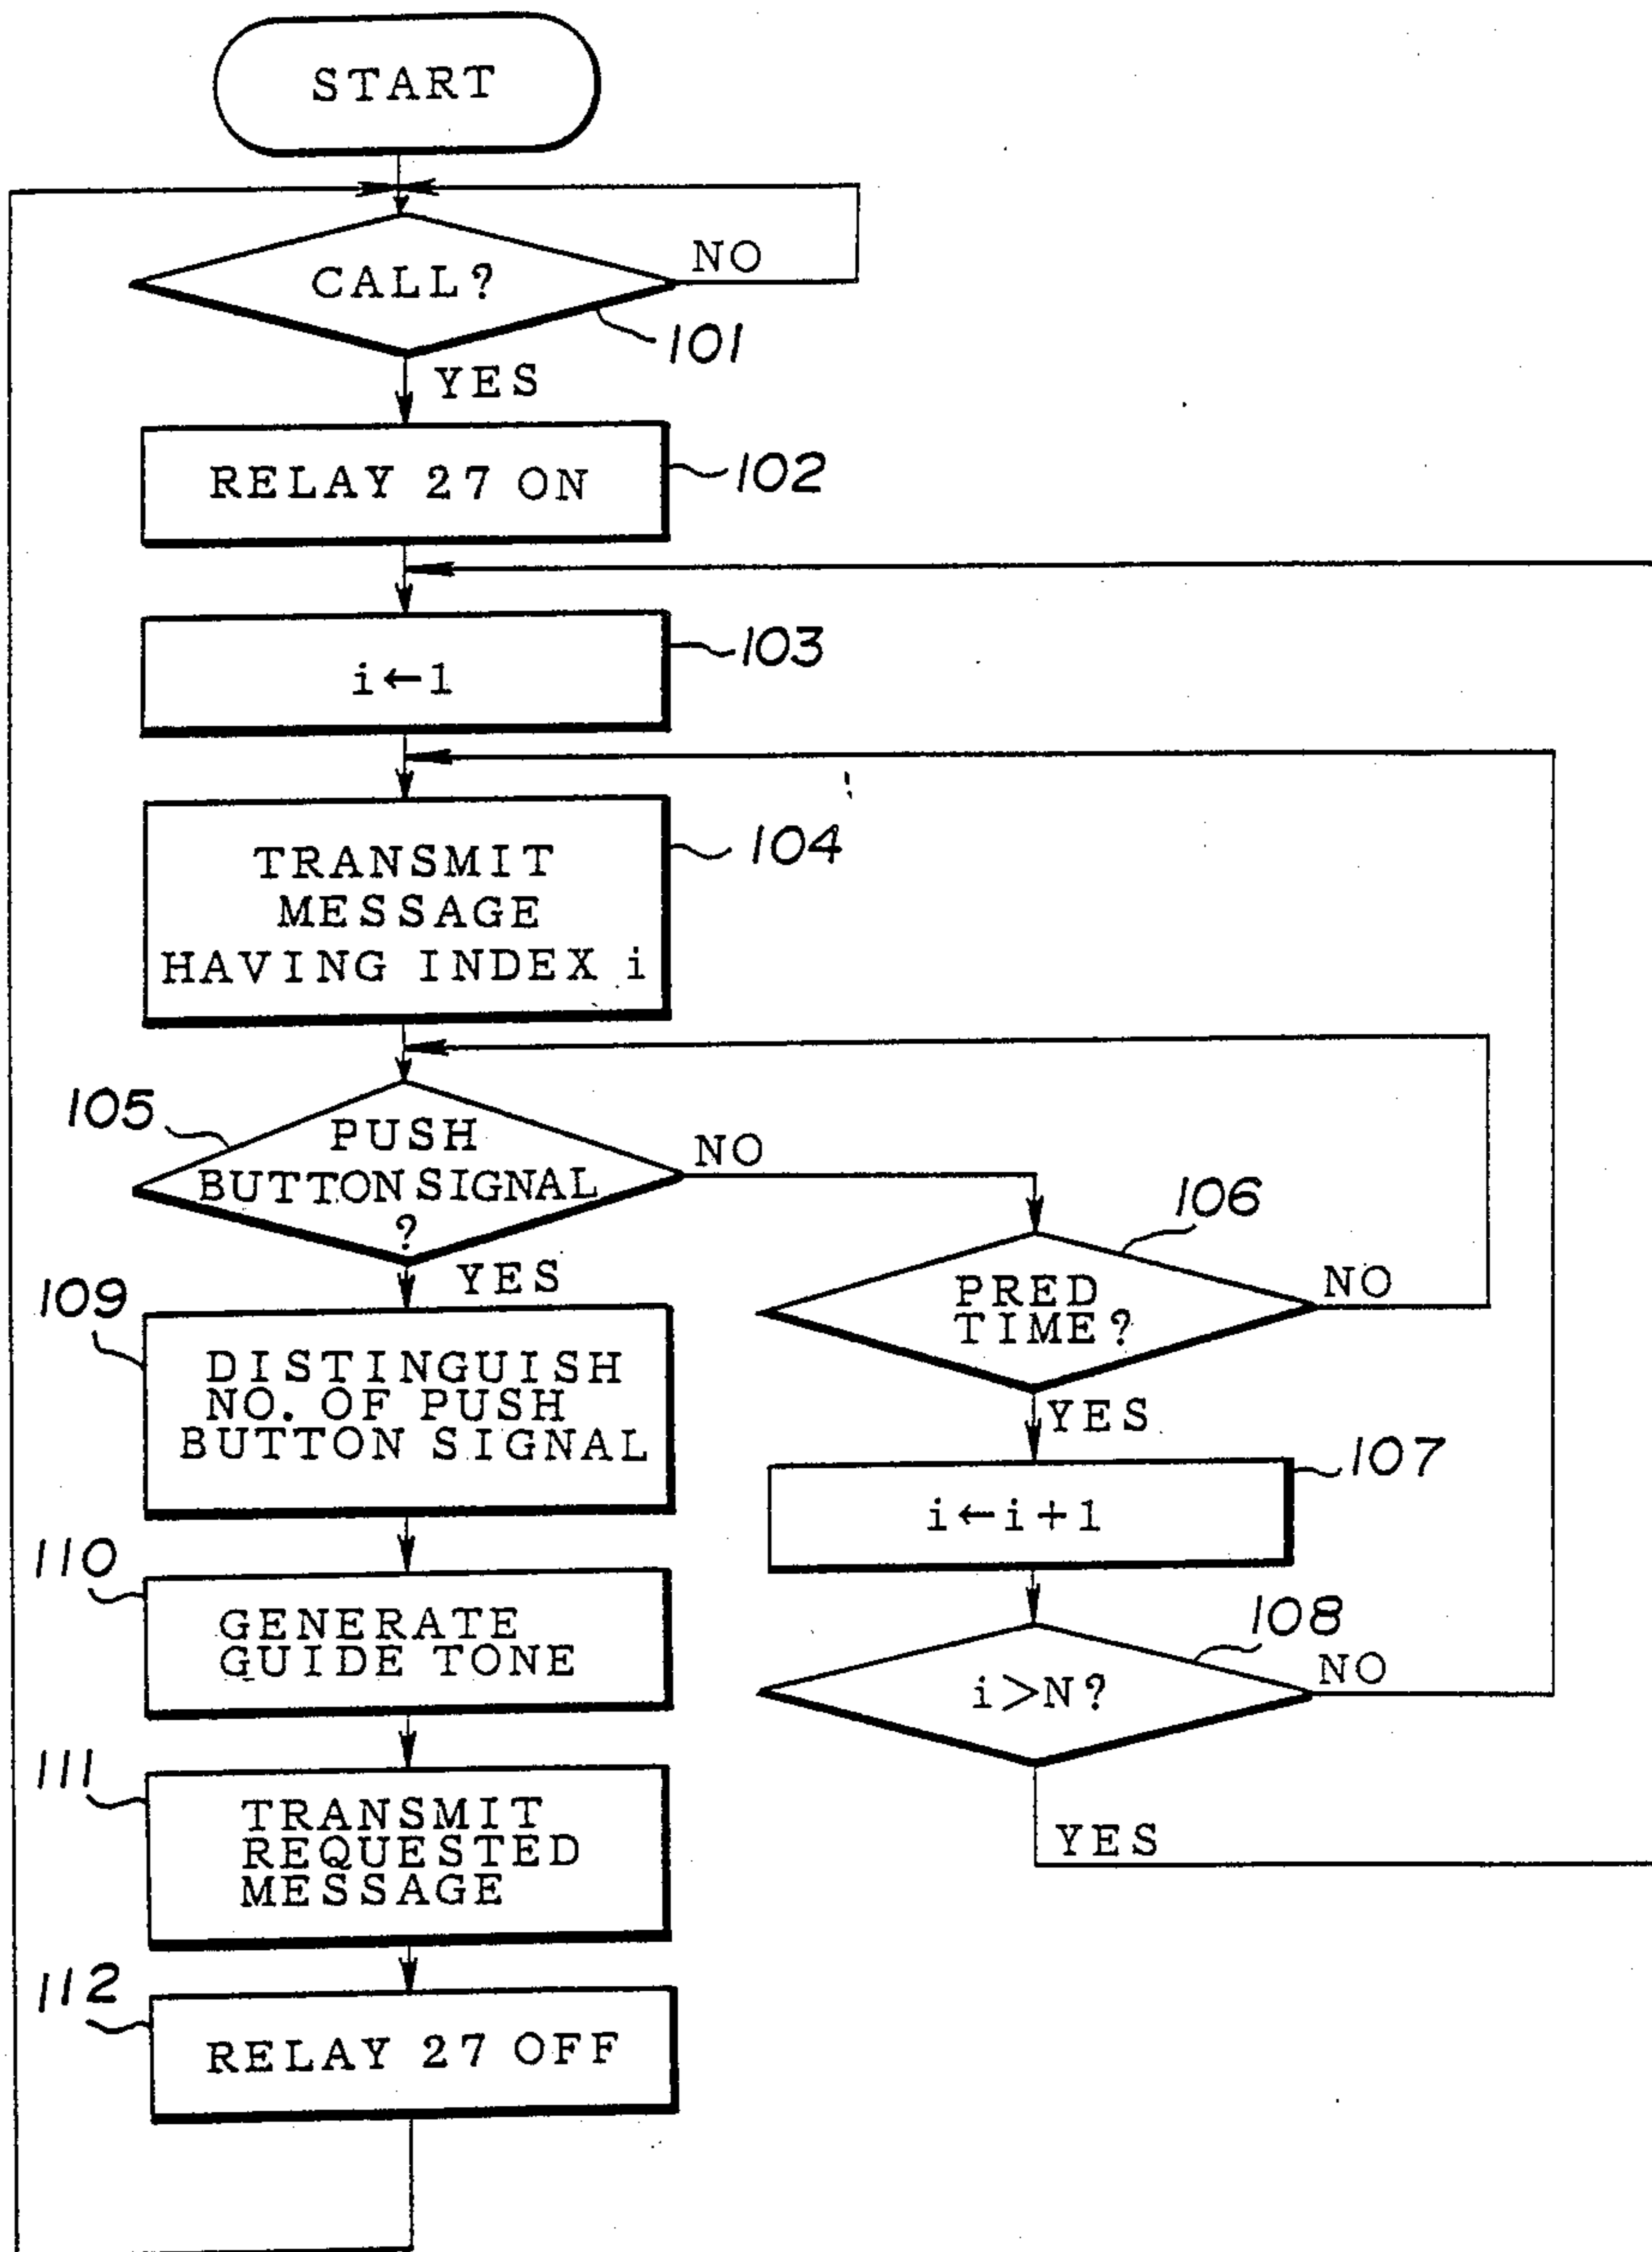 START
CALL?
NO
101
YES
RELAY 27 ON
102
i←1
103
TRANSMIT
MESSAGE
HAVING INDEX i
104
105
PUSH
BUTTON SIGNAL
?
NO
YES
106
PRED
TIME?
NO
YES
107
i←i+1
108
i>N?
NO
YES
109
DISTINGUISH
NO. OF PUSH
BUTTON SIGNAL
110
GENERATE
GUIDE TONE
111
TRANSMIT
REQUESTED
MESSAGE
112
RELAY 27 OFF